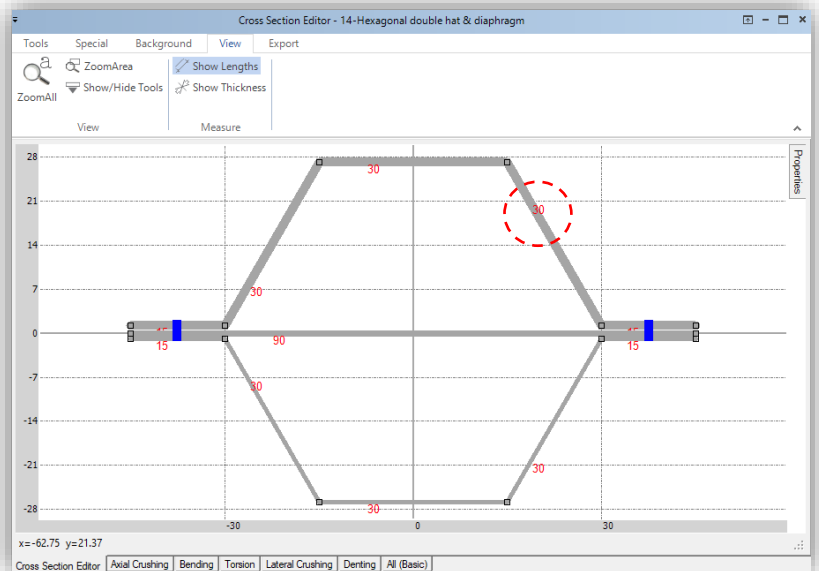 Cross Section Editor - 14-Hexagonal double hat & diaphragm
Tools Special Background View Export
ZoomAll
a
ZoomArea
Show/Hide Tools
View
Show Lengths
Show Thickness
Measure
Properties
28
21
14
7
0
-7
-14
-21
-28
-30 0 30
30
30
30
90
15
15
30
30
30
x=-62.75 y=21.37
Cross Section Editor Axial Crushing Bending Torsion Lateral Crushing Denting All (Basic)